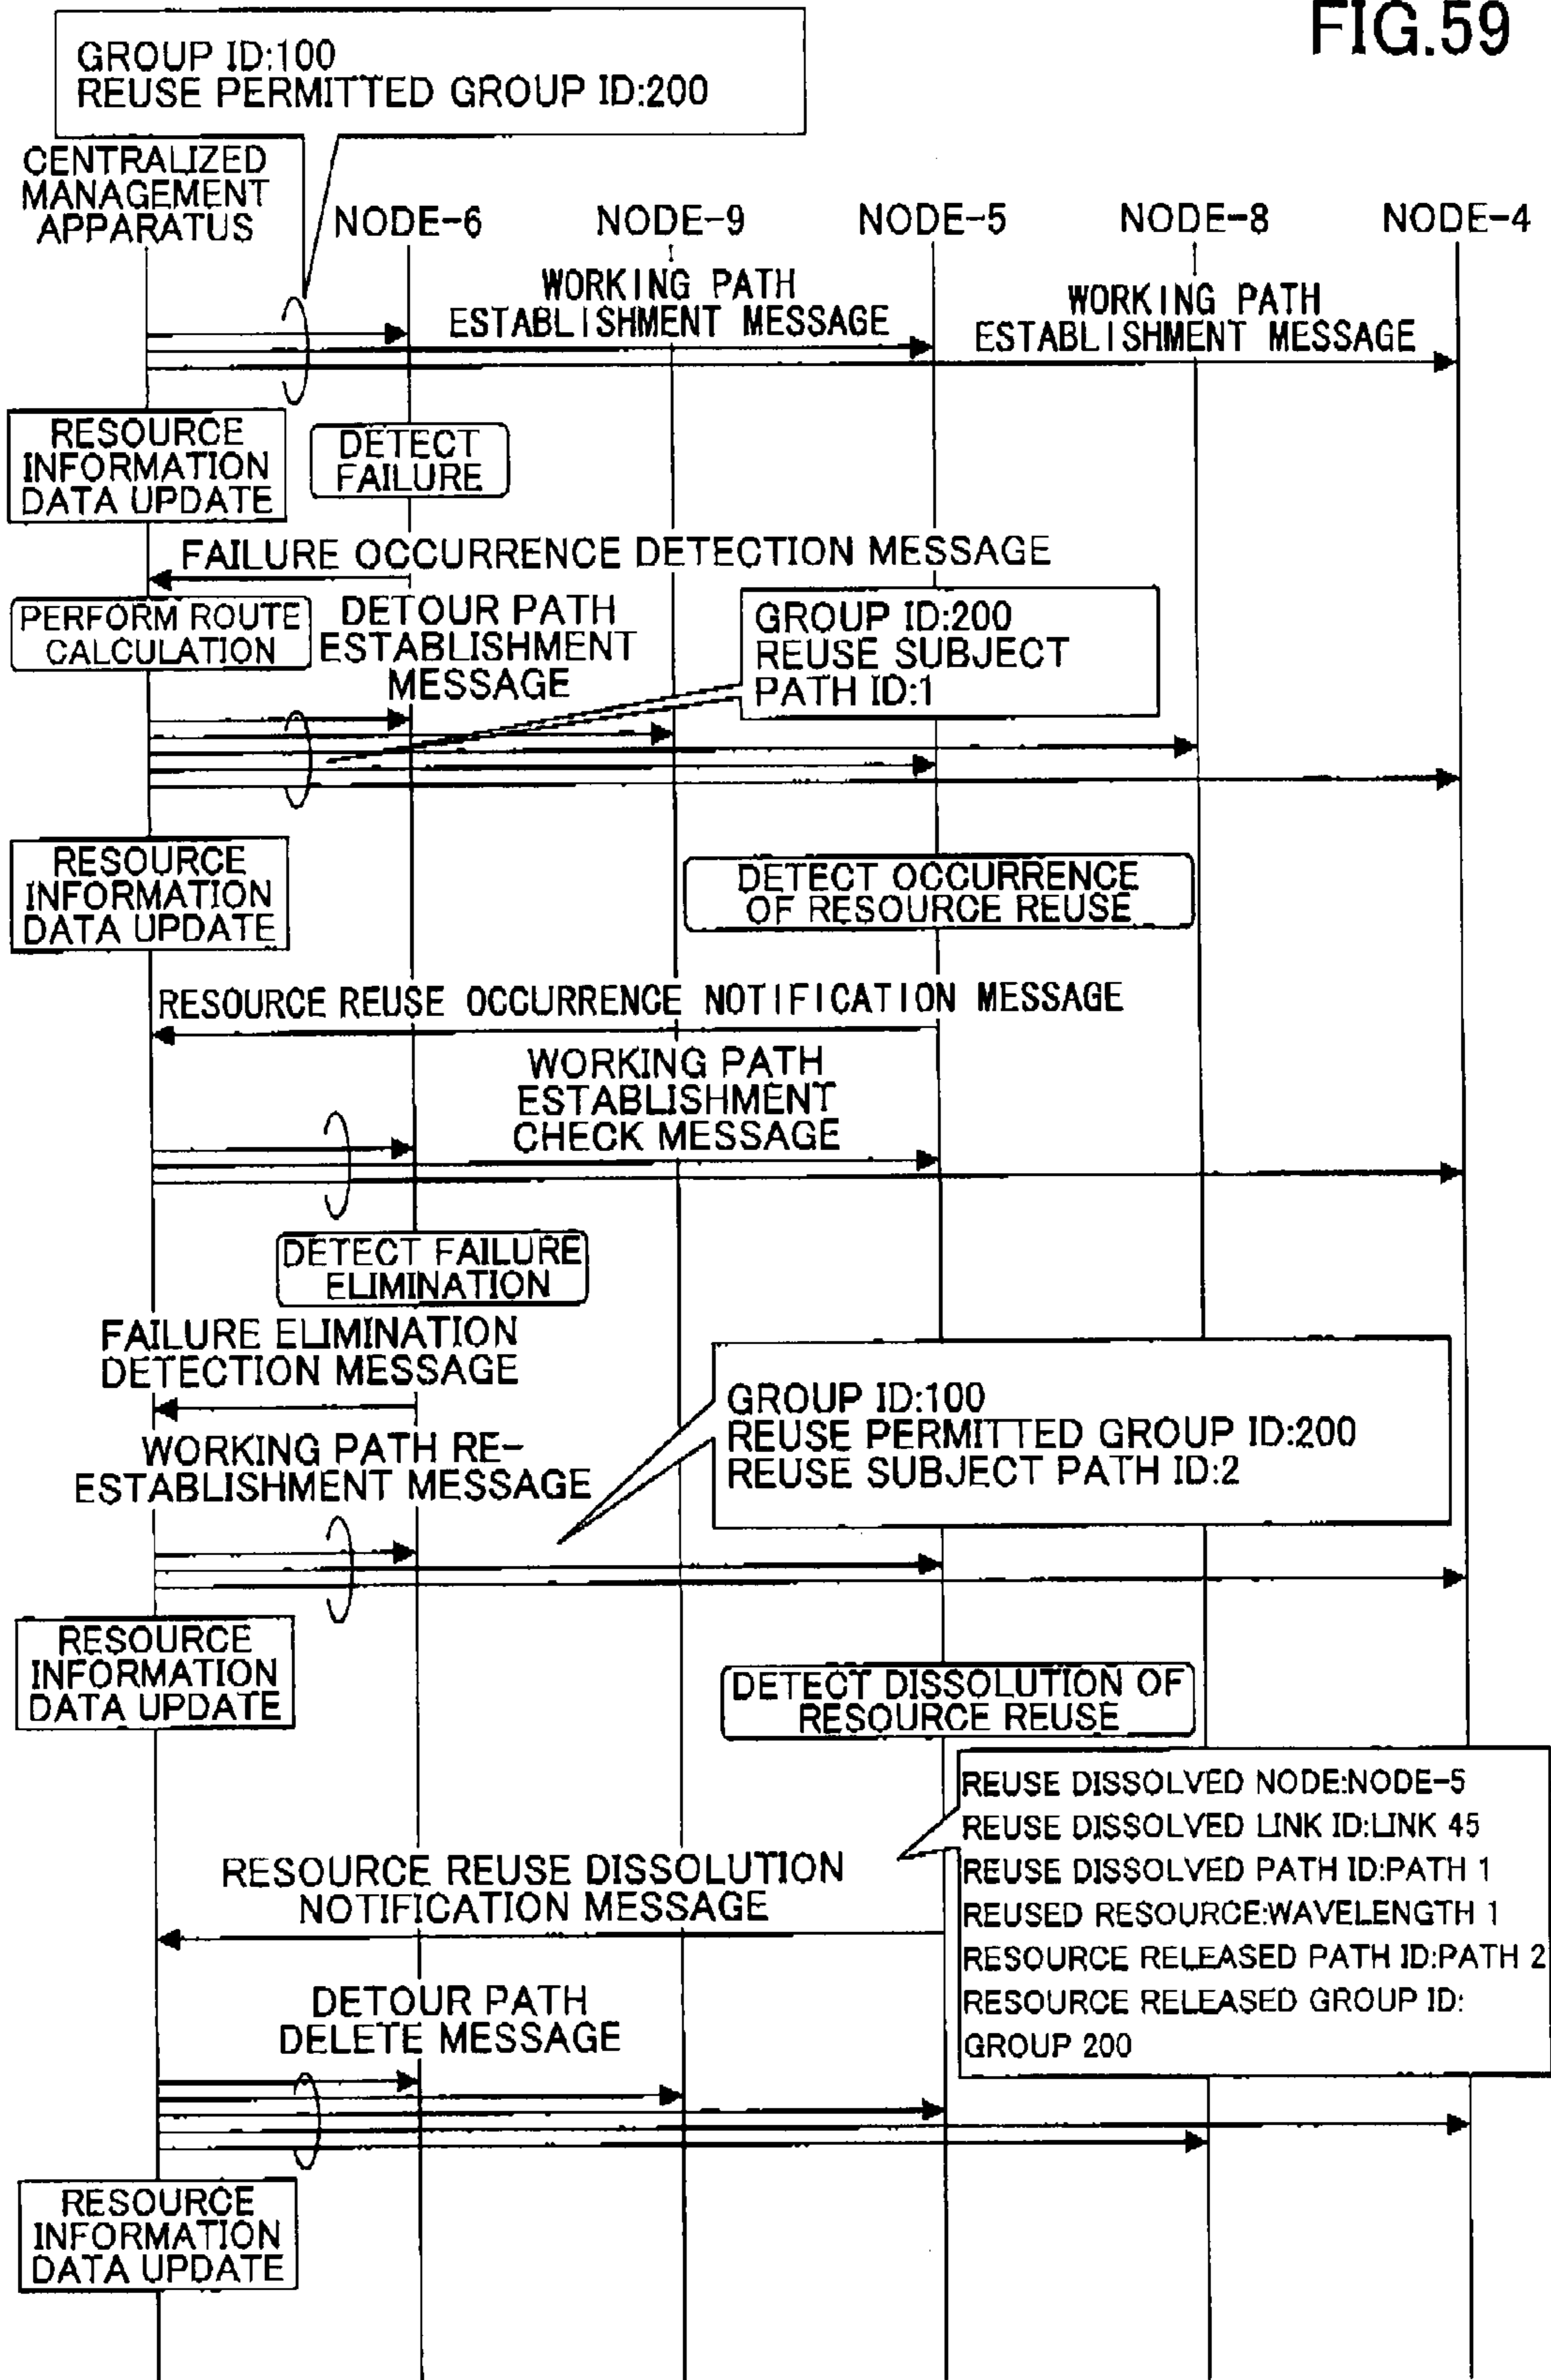 FIG.59
GROUP ID:100
REUSE PERMITTED GROUP ID:200
CENTRALIZED
MANAGEMENT
APPARATUS
NODE-6
NODE-9
NODE-5
NODE-8
NODE-4
WORKING PATH
ESTABLISHMENT MESSAGE
WORKING PATH
ESTABLISHMENT MESSAGE
RESOURCE
INFORMATION
DATA UPDATE
DETECT
FAILURE
FAILURE OCCURRENCE DETECTION MESSAGE
PERFORM ROUTE
CALCULATION
DETOUR PATH
ESTABLISHMENT
MESSAGE
GROUP ID:200
REUSE SUBJECT
PATH ID:1
RESOURCE
INFORMATION
DATA UPDATE
DETECT OCCURRENCE
OF RESOURCE REUSE
RESOURCE REUSE OCCURRENCE NOTIFICATION MESSAGE
WORKING PATH
ESTABLISHMENT
CHECK MESSAGE
DETECT FAILURE
ELIMINATION
FAILURE ELIMINATION
DETECTION MESSAGE
GROUP ID:100
REUSE PERMITTED GROUP ID:200
REUSE SUBJECT PATH ID:2
WORKING PATH RE-
ESTABLISHMENT MESSAGE
RESOURCE
INFORMATION
DATA UPDATE
DETECT DISSOLUTION OF
RESOURCE REUSE
REUSE DISSOLVED NODE:NODE-5
REUSE DISSOLVED LINK ID:LINK 45
REUSE DISSOLVED PATH ID:PATH 1
REUSED RESOURCE:WAVELENGTH 1
RESOURCE RELEASED PATH ID:PATH 2
RESOURCE RELEASED GROUP ID:
GROUP 200
RESOURCE REUSE DISSOLUTION
NOTIFICATION MESSAGE
DETOUR PATH
DELETE MESSAGE
RESOURCE
INFORMATION
DATA UPDATE